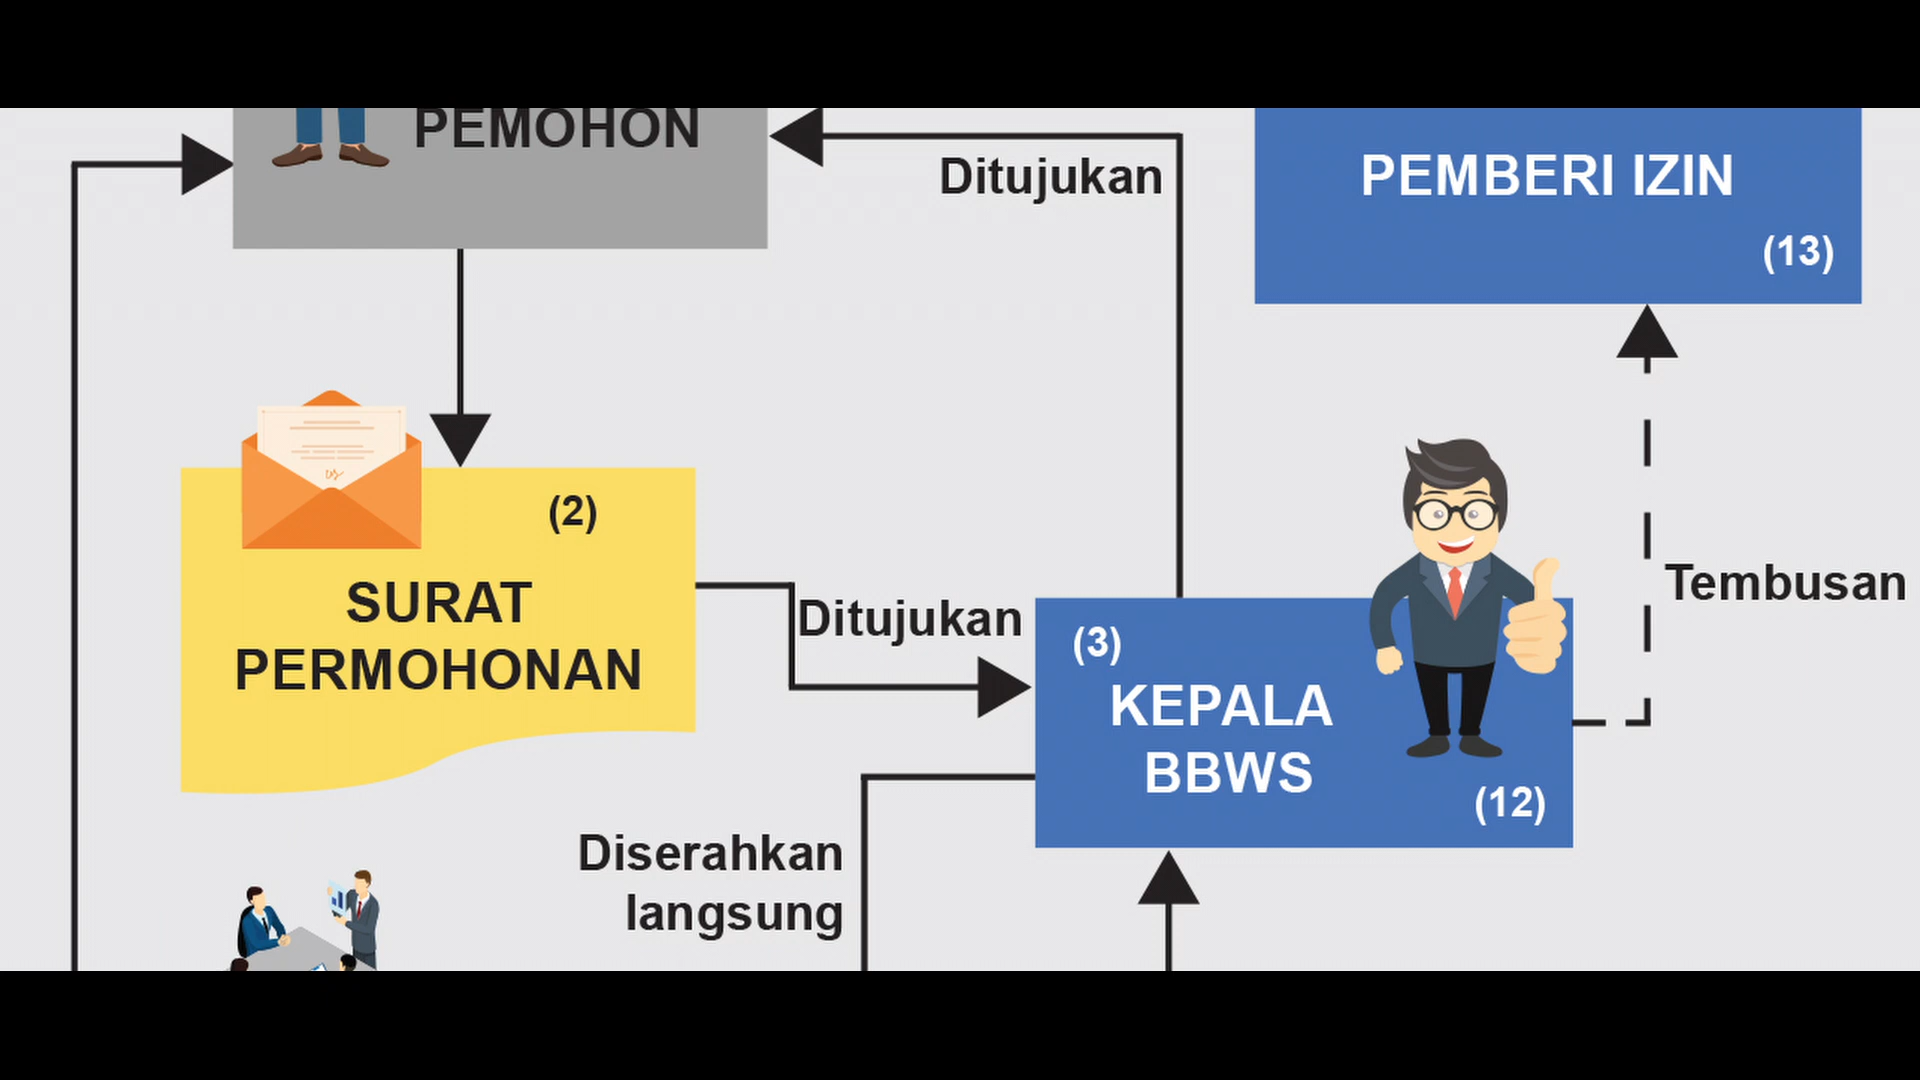 PEMOHON
Ditujukan
PEMBERI IZIN
(13)
(2)
SURAT
PERMOHONAN
Ditujukan
(3)
KEPALA
BBWS
(12)
Tembusan
Diserahkan
langsung